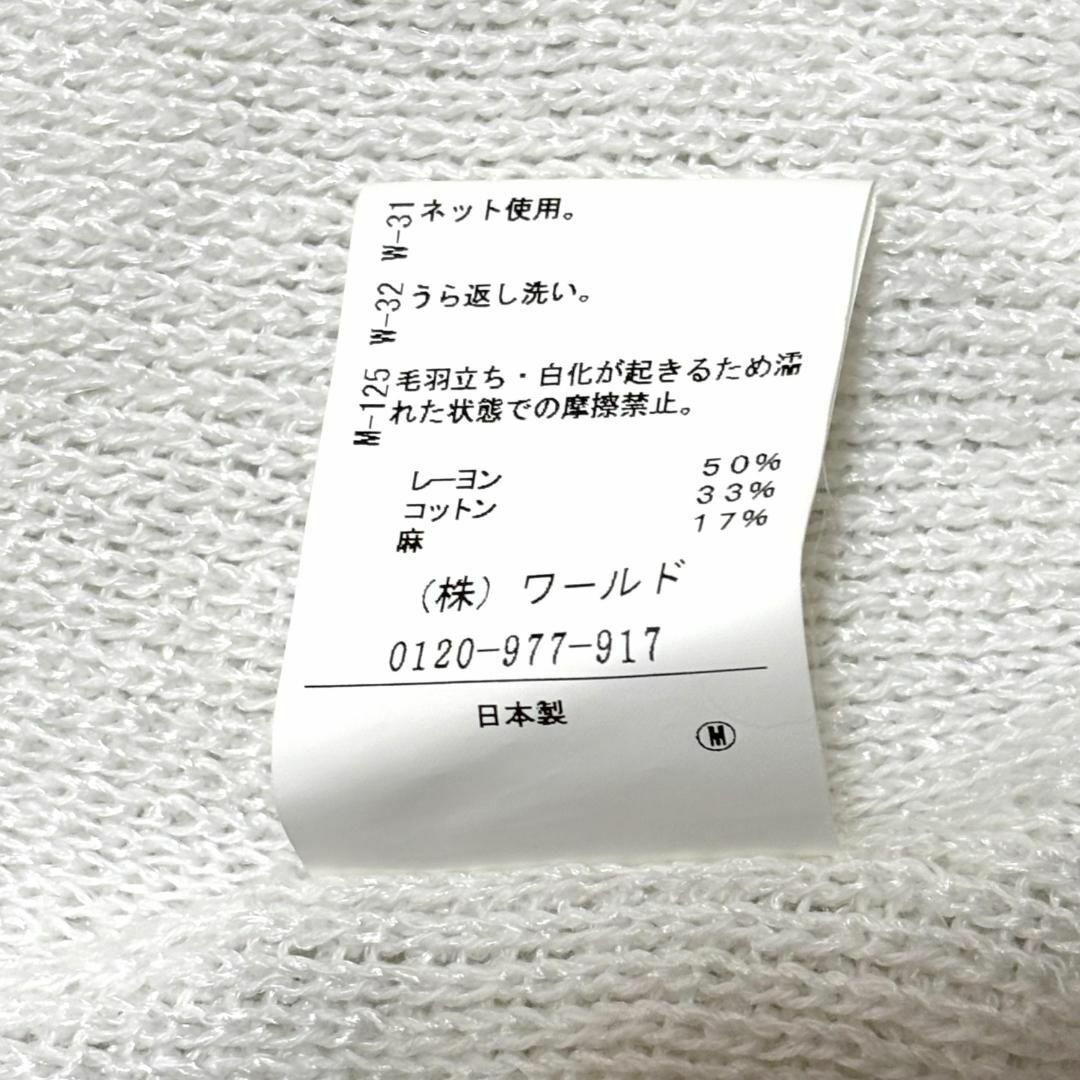 W-31 ネット使用。
W-32 うら返し洗い。
M-125 毛羽立ち・白化が起きるため濡
れた状態での摩擦禁止。
レーヨン 50%
コットン 33%
麻 17%
(株) ワールド
0120-977-917
日本製
M